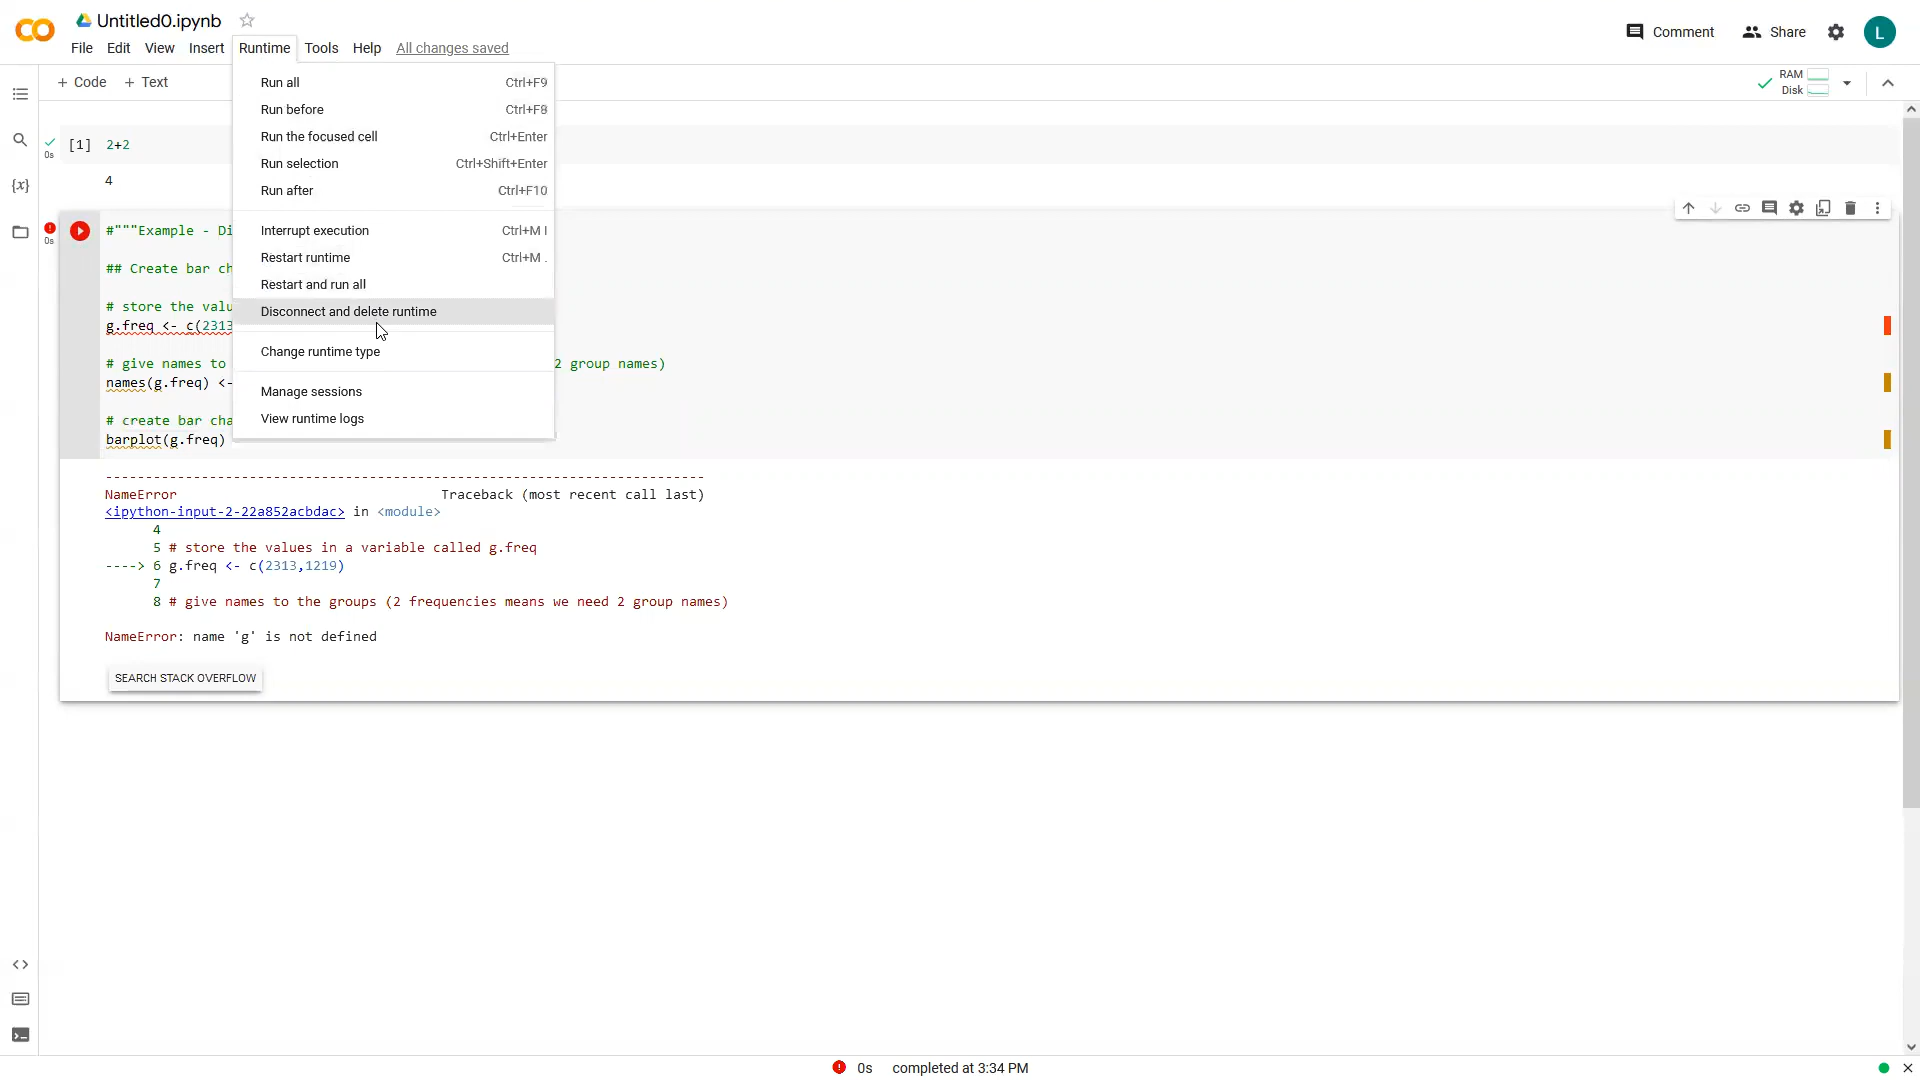 Untitled0.ipynb
File Edit View Insert Runtime Tools Help All changes saved
Comment Share L
+ Code + Text
RAM
Disk
Run all Ctrl+F9
Run before Ctrl+F8
Run the focused cell Ctrl+Enter
Run selection Ctrl+Shift+Enter
Run after Ctrl+F10
Interrupt execution Ctrl+M I
Restart runtime Ctrl+M .
Restart and run all
Disconnect and delete runtime
Change runtime type
Manage sessions
View runtime logs
0s [1] 2+2
4
0s
#"""Example - Di
## Create bar ch
# store the valu
g.freq <- c(2313
# give names to 2 group names)
names(g.freq) <-
# create bar cha
barplot(g.freq)
---------------------------------------------------------------------------
NameError Traceback (most recent call last)
<ipython-input-2-22a852acbdac> in <module>
4
5 # store the values in a variable called g.freq
----> 6 g.freq <- c(2313,1219)
7
8 # give names to the groups (2 frequencies means we need 2 group names)
NameError: name 'g' is not defined
SEARCH STACK OVERFLOW
0s completed at 3:34 PM